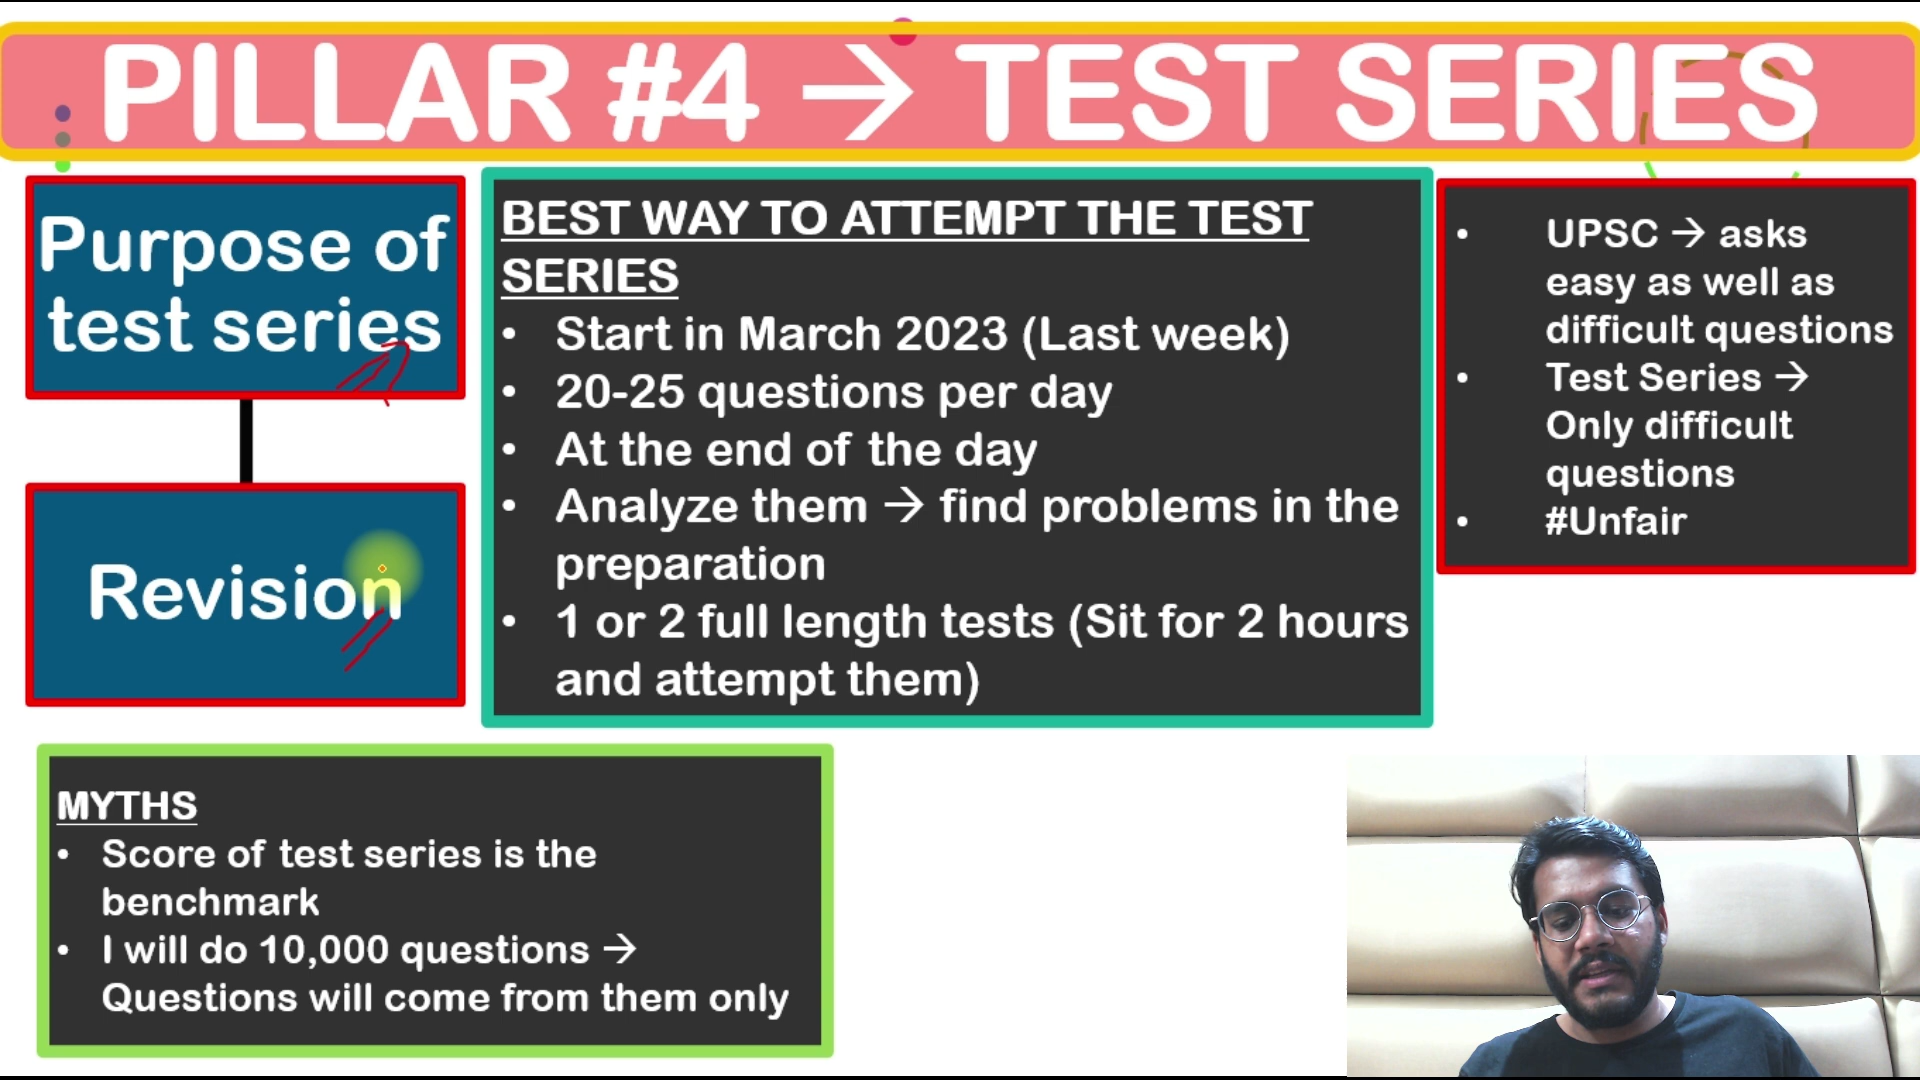 PILLAR #4 → TEST SERIES
Purpose of
test series
Revision
BEST WAY TO ATTEMPT THE TEST
SERIES
• Start in March 2023 (Last week)
• 20-25 questions per day
• At the end of the day
• Analyze them → find problems in the
preparation
• 1 or 2 full length tests (Sit for 2 hours
and attempt them)
• UPSC → asks
easy as well as
difficult questions
• Test Series →
Only difficult
questions
• #Unfair
MYTHS
• Score of test series is the
benchmark
• I will do 10,000 questions →
Questions will come from them only